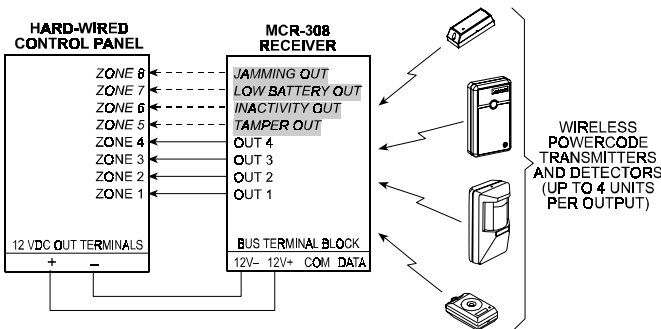 HARD-WIRED
CONTROL PANEL
MCR-308
RECEIVER
ZONE 8
JAMMING OUT
ZONE 7
LOW BATTERY OUT
ZONE 6
INACTIVITY OUT
ZONE 5
TAMPER OUT
ZONE 4
OUT 4
ZONE 3
OUT 3
ZONE 2
OUT 2
ZONE 1
OUT 1
WIRELESS
POWERCODE
TRANSMITTERS
AND DETECTORS
(UP TO 4 UNITS
PER OUTPUT)
12 VDC OUT TERMINALS
+ –
BUS TERMINAL BLOCK
12V– 12V+ COM DATA